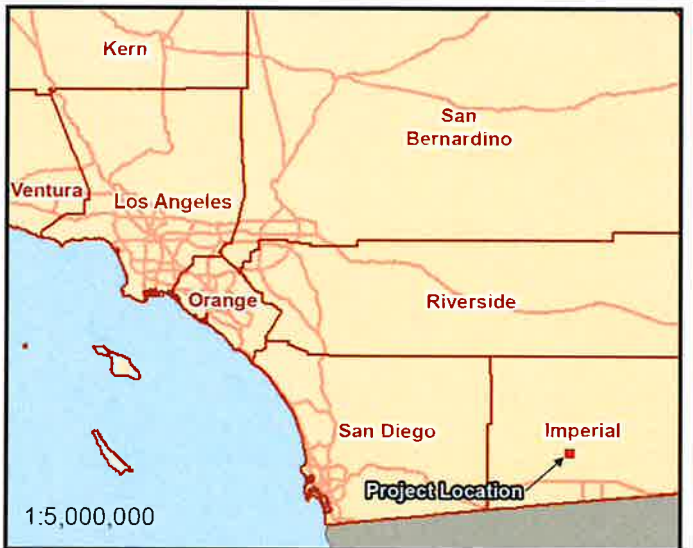 Kern
San
Bernardino
Ventura
Los Angeles
Orange
Riverside
San Diego
Imperial
Project Location
1:5,000,000